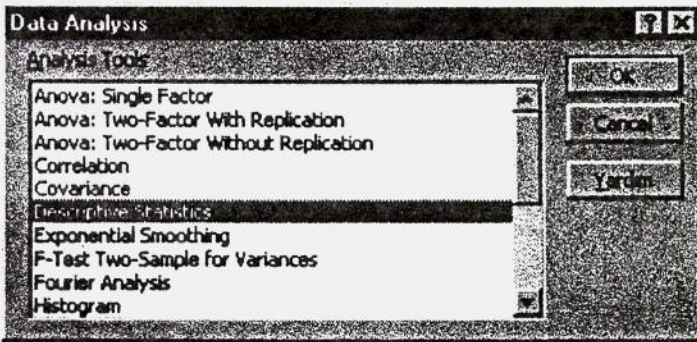 Data Analysis
Analysis Tools
Anova: Single Factor
Anova: Two-Factor With Replication
Anova: Two-Factor Without Replication
Correlation
Covariance
Descriptive Statistics
Exponential Smoothing
F-Test Two-Sample for Variances
Fourier Analysis
Histogram
OK
Cancel
Yardım